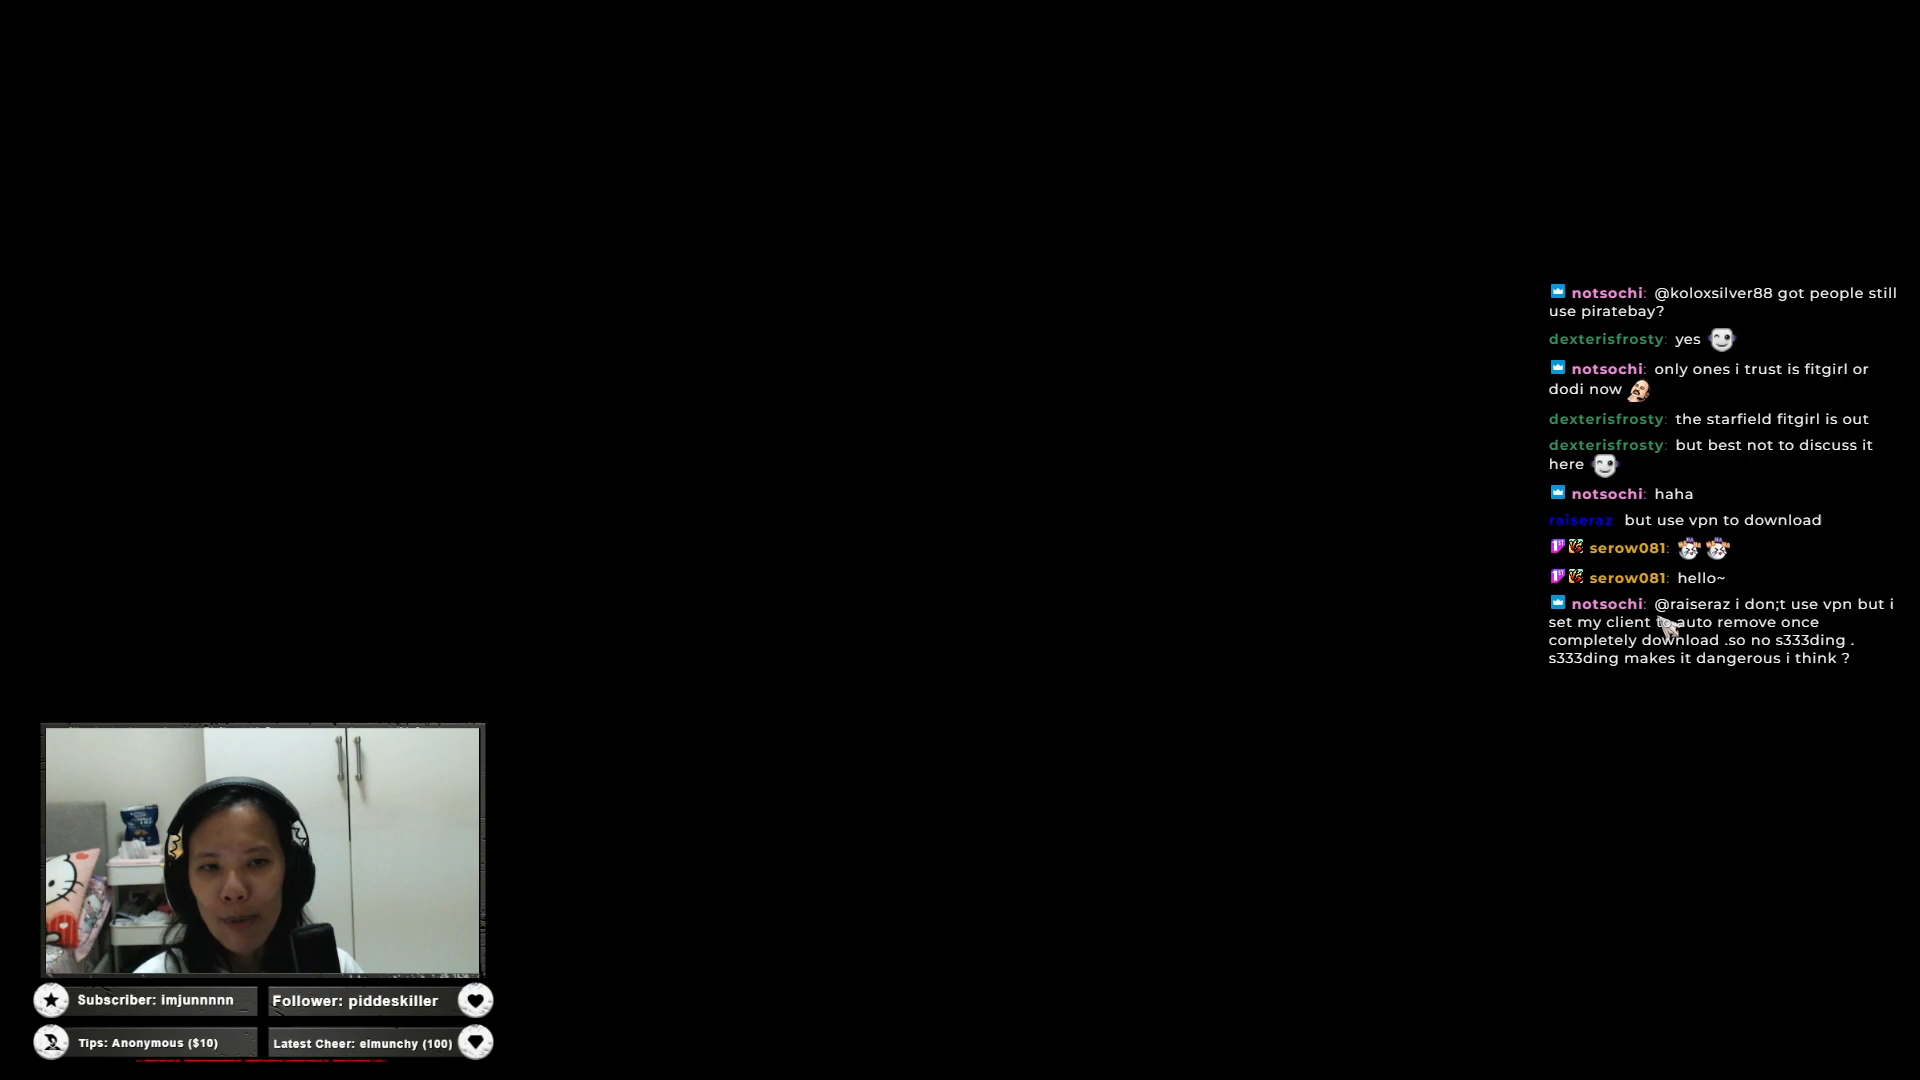 notsochi: @koloxsilver88 got people still
use piratebay?
dexterisfrosty: yes
notsochi: only ones i trust is fitgirl or
dodi now
dexterisfrosty: the starfield fitgirl is out
dexterisfrosty: but best not to discuss it
here
notsochi: haha
raiseraz: but use vpn to download
serow081:
serow081: hello~
notsochi: @raiseraz i don;t use vpn but i
set my client to auto remove once
completely download .so no s333ding .
s333ding makes it dangerous i think ?
Subscriber: imjunnnnn
Follower: piddeskiller
Tips: Anonymous ($10)
Latest Cheer: elmunchy (100)